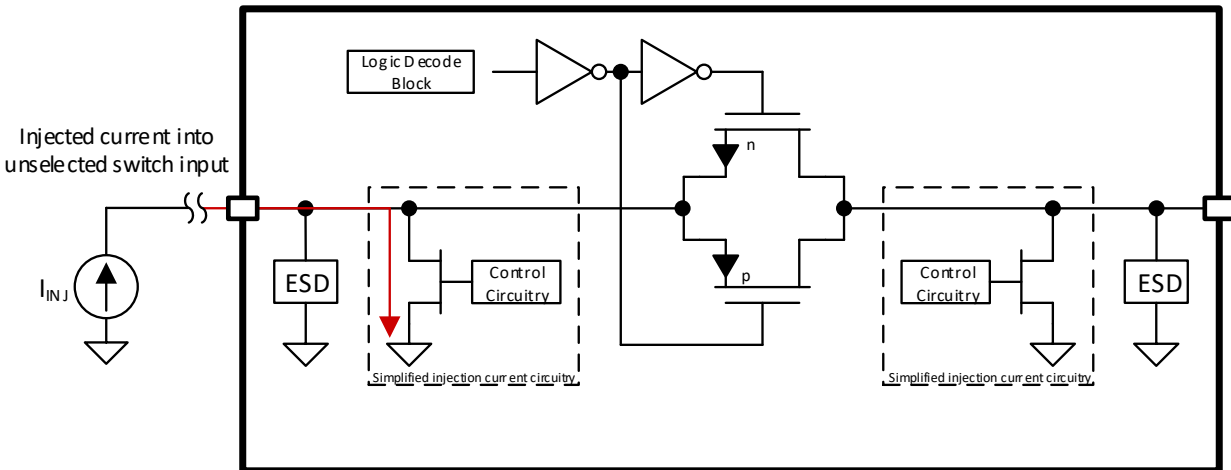 Logic Decode
Block
Injected current into
unselected switch input
n
p
I_INJ
ESD
Control
Circuitry
Control
Circuitry
ESD
Simplified injection current circuitry
Simplified injection current circuitry